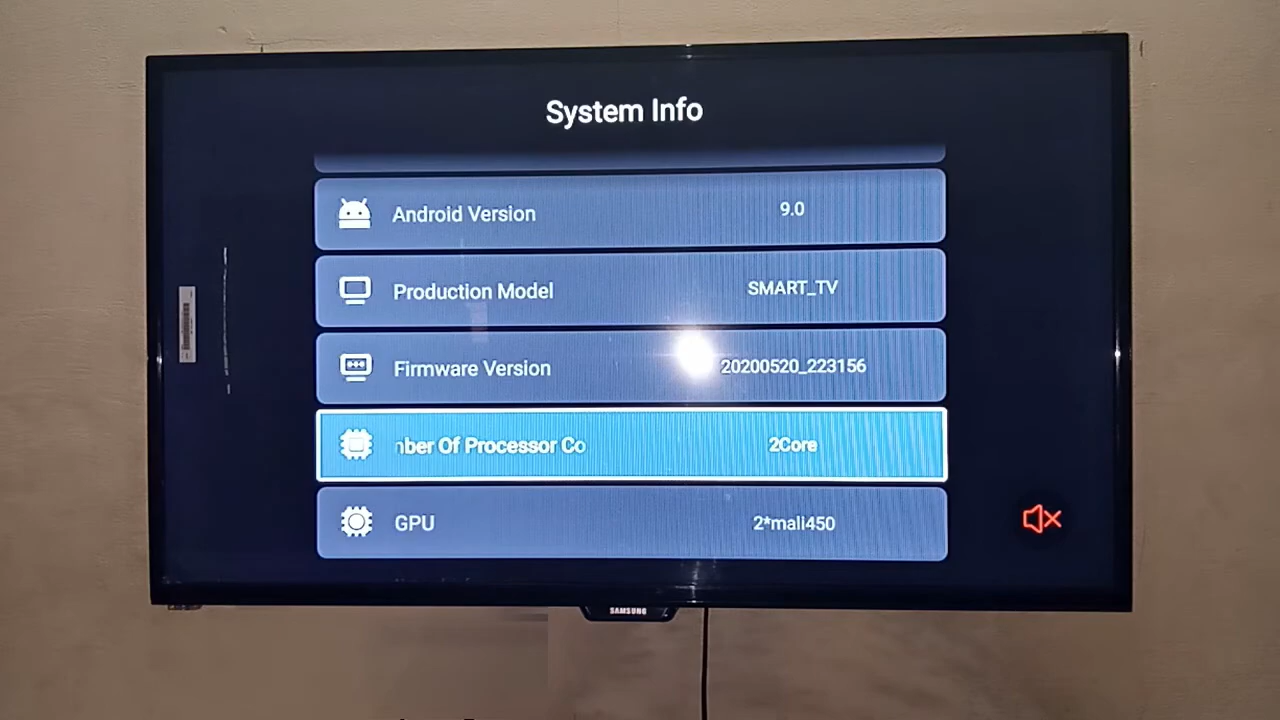 System Info
Android Version 9.0
Production Model SMART_TV
Firmware Version 20200520_223156
ber Of Processor Co 2Core
GPU 2*mali450
SAMSUNG